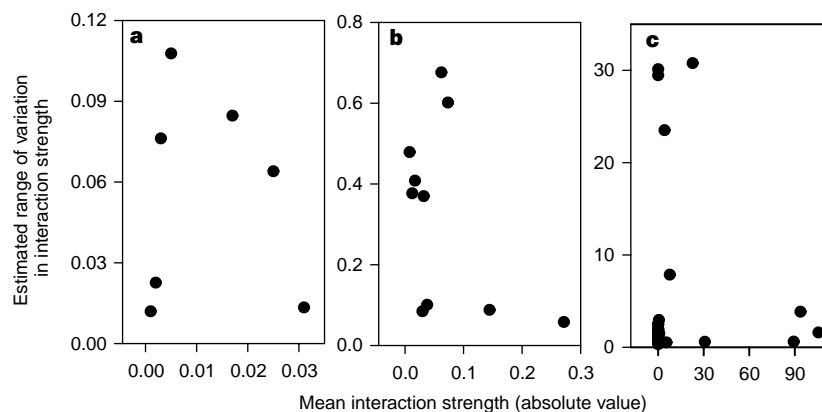 a
b
c
Estimated range of variation
in interaction strength
0.12
0.09
0.06
0.03
0.00
0.00 0.01 0.02 0.03
0.8
0.6
0.4
0.2
0.0
0.0 0.1 0.2 0.3
30
20
10
0
0 30 60 90
Mean interaction strength (absolute value)